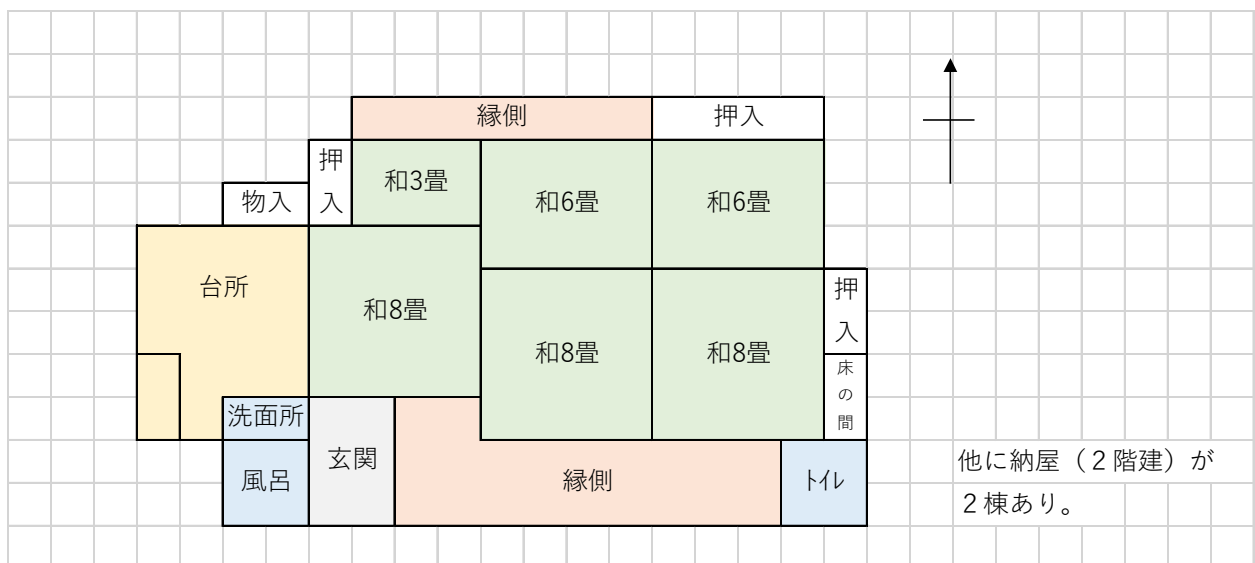 縁側
押入
押入
和3畳
和6畳
和6畳
物入
台所
和8畳
和8畳
和8畳
押入
床の間
洗面所
風呂
玄関
縁側
ﾄｲﾚ
他に納屋（２階建）が
２棟あり。